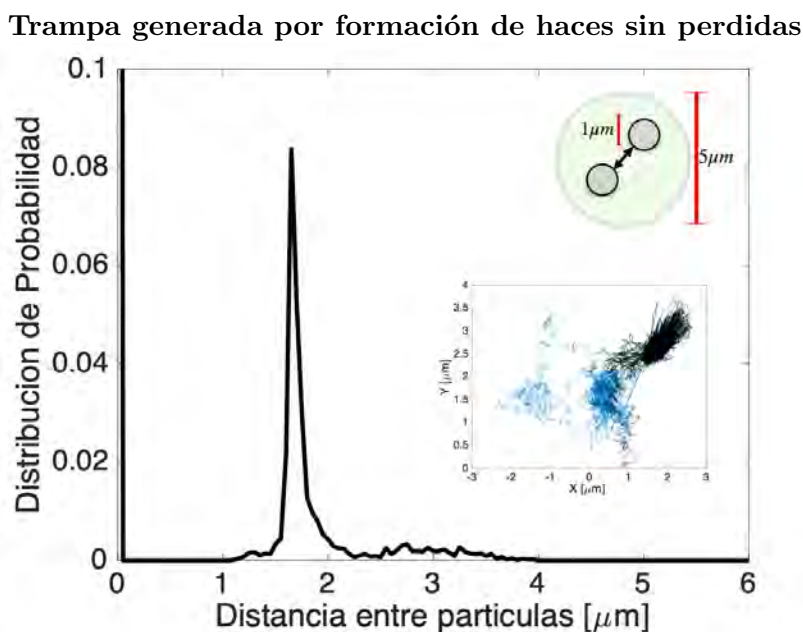 Trampa generada por formación de haces sin perdidas
0.1
0.08
0.06
0.04
0.02
0
Distribucion de Probabilidad
1μm
5μm
4
3.5
3
2.5
2
1.5
1
0.5
0
Y [μm]
-3 -2 -1 0 1 2 3
X [μm]
0 1 2 3 4 5 6
Distancia entre particulas [μm]